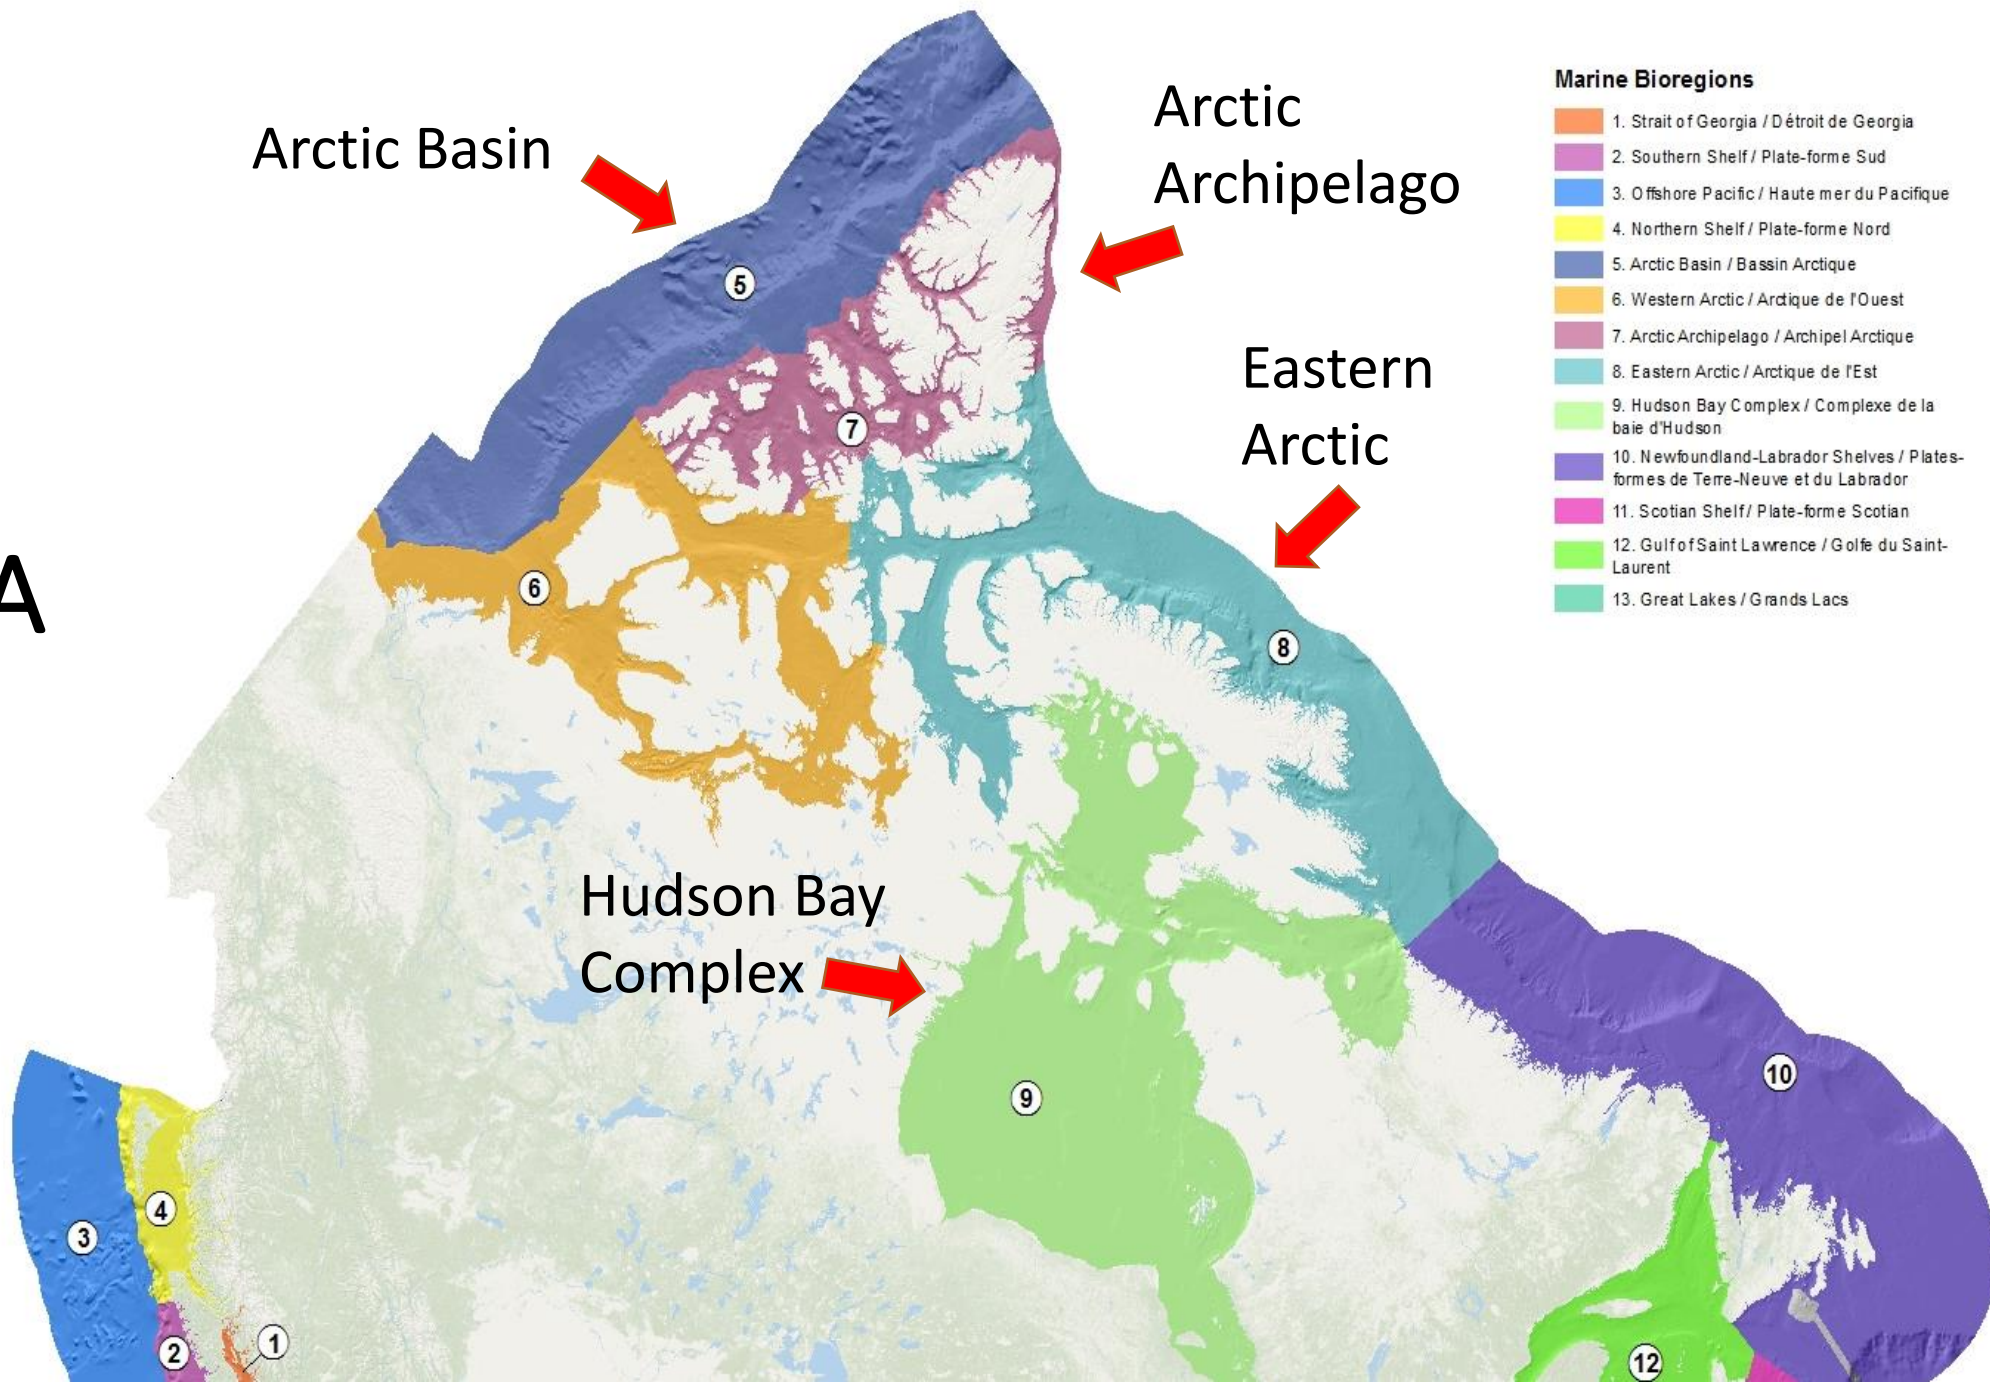 Arctic Basin
Arctic
Archipelago
Eastern
Arctic
Hudson Bay
Complex
A
Marine Bioregions
1. Strait of Georgia / Détroit de Georgia
2. Southern Shelf / Plate-forme Sud
3. Offshore Pacific / Haute mer du Pacifique
4. Northern Shelf / Plate-forme Nord
5. Arctic Basin / Bassin Arctique
6. Western Arctic / Arctique de l'Ouest
7. Arctic Archipelago / Archipel Arctique
8. Eastern Arctic / Arctique de l'Est
9. Hudson Bay Complex / Complexe de la
baie d'Hudson
10. Newfoundland-Labrador Shelves / Plates-
formes de Terre-Neuve et du Labrador
11. Scotian Shelf / Plate-forme Scotian
12. Gulf of Saint Lawrence / Golfe du Saint-
Laurent
13. Great Lakes / Grands Lacs
5
7
6
8
9
10
4
3
2
1
12